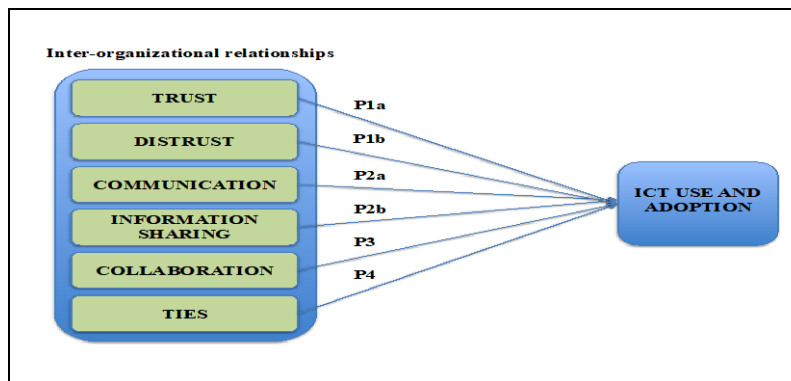 Inter-organizational relationships
TRUST
DISTRUST
COMMUNICATION
INFORMATION
SHARING
COLLABORATION
TIES
P1a
P1b
P2a
P2b
P3
P4
ICT USE AND
ADOPTION